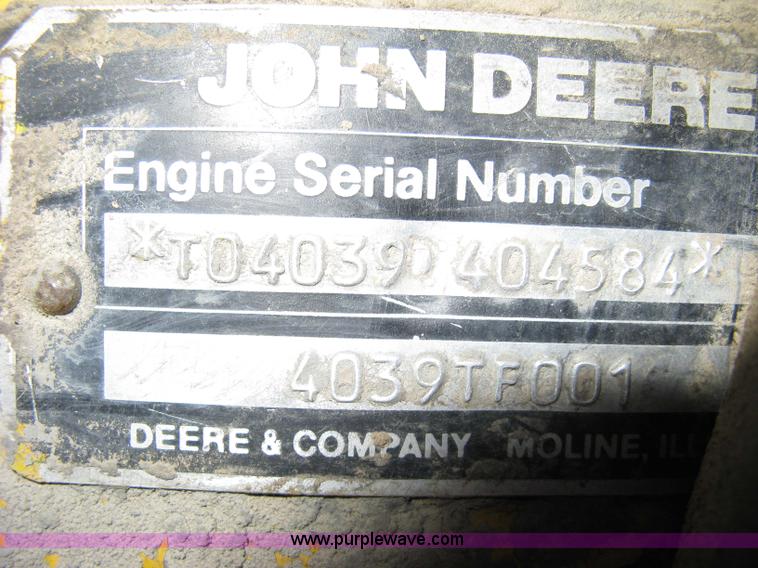 JOHN DEERE
Engine Serial Number
*T04039D404584*
4039TF001
DEERE & COMPANY MOLINE, ILL
www.purplewave.com